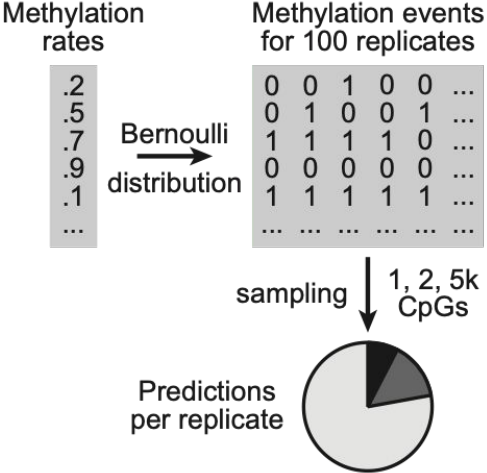 Methylation rates
Methylation events for 100 replicates
.2
.5
.7
.9
.1
...
Bernoulli distribution
0 0 1 0 0 ...
0 1 0 0 1 ...
1 1 1 1 0 ...
0 0 0 0 0 ...
1 1 1 1 1 ...
... ... ... ... ... ...
sampling
1, 2, 5k CpGs
Predictions per replicate